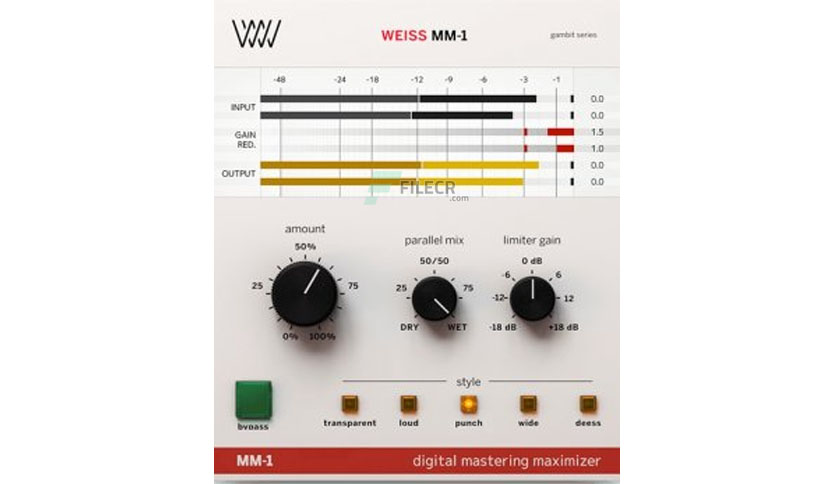 WEISS MM-1
gambit series
-48 -24 -18 -12 -9 -6 -3 -1
INPUT 0.0
0.0
GAIN RED. 1.5
1.0
OUTPUT 0.0
0.0
FILECR
.com
amount
50%
25 75
0% 100%
parallel mix
50/50
25 75
DRY WET
limiter gain
0 dB
-6 6
-12 12
-18 dB +18 dB
style
bypass
transparent loud punch wide deess
MM-1 digital mastering maximizer